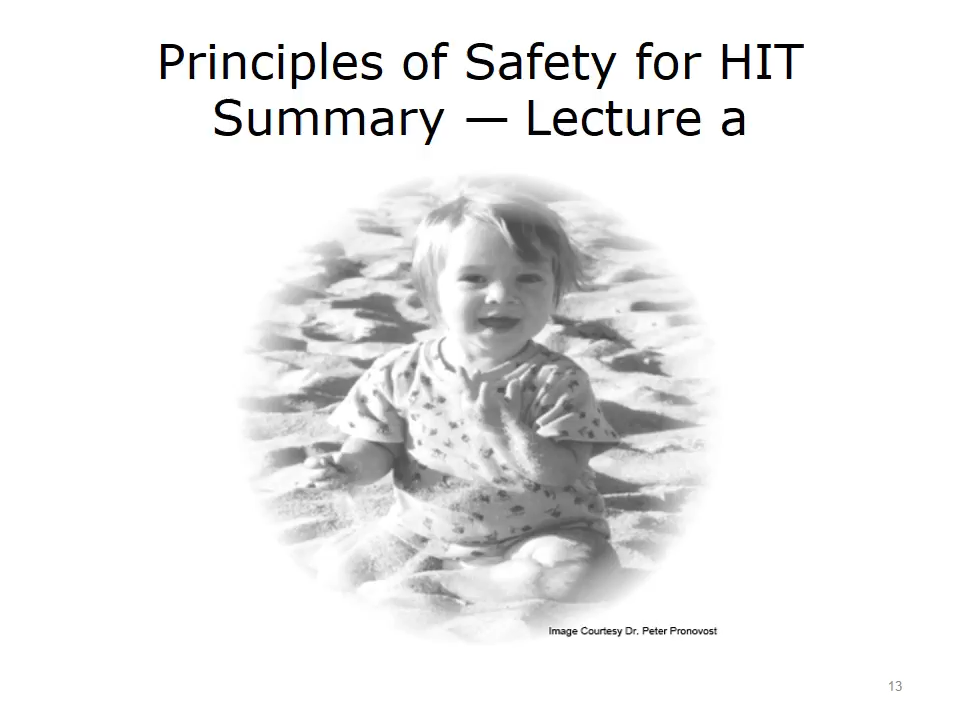 Principles of Safety for HIT
Summary — Lecture a
Image Courtesy Dr. Peter Pronovost
13